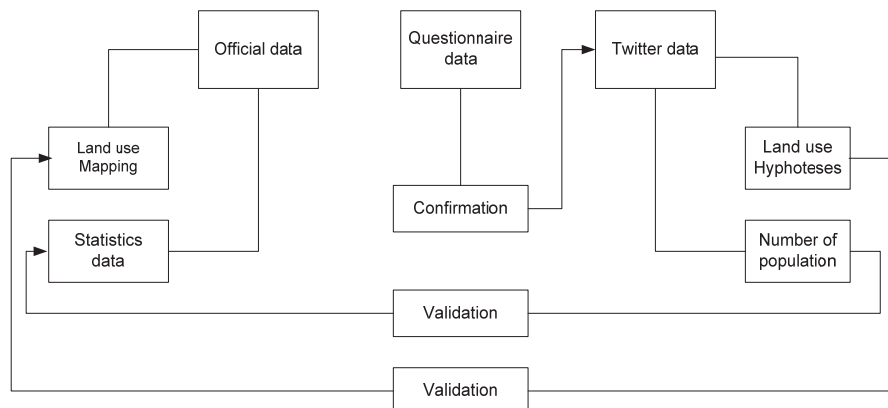 Official data
Questionnaire
data
Twitter data
Land use
Mapping
Land use
Hyphoteses
Confirmation
Statistics
data
Number of
population
Validation
Validation